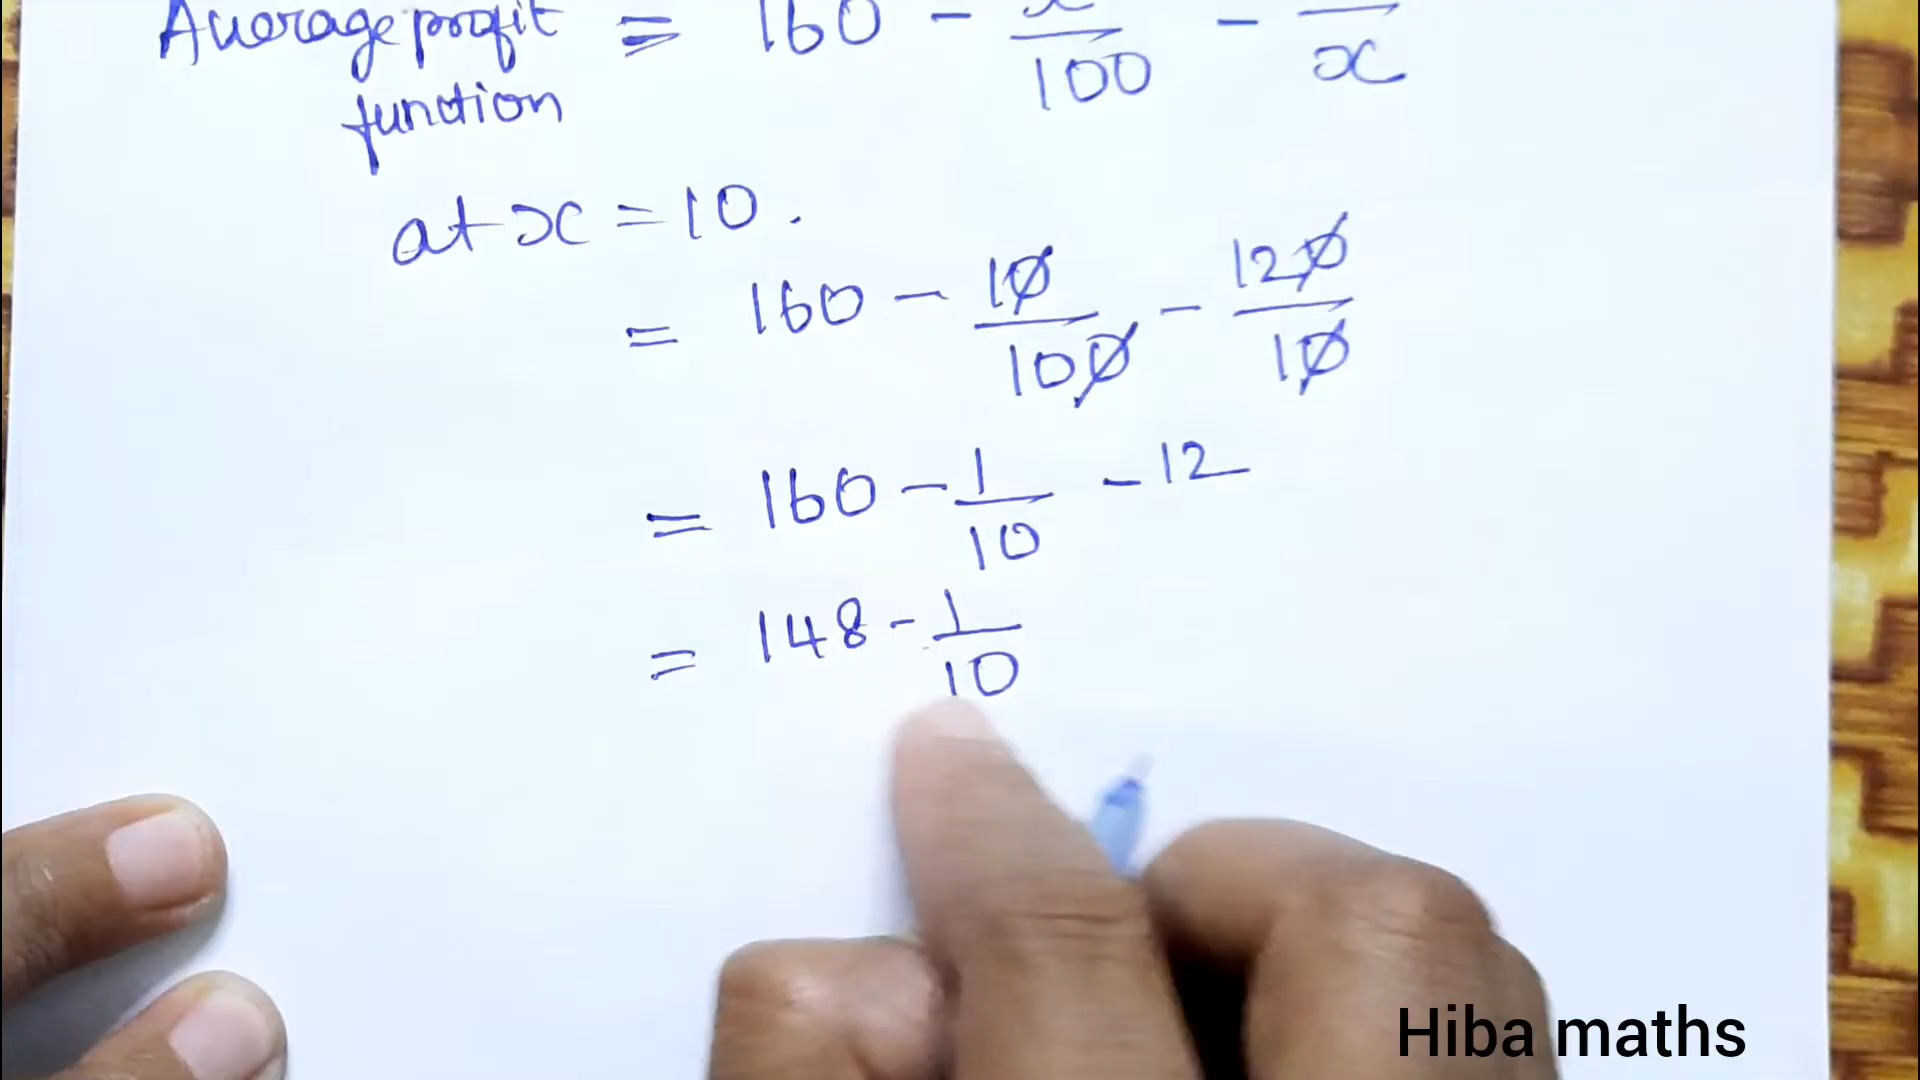 Average profit = 160 - x/100 - /x
function
at x = 10.
= 160 - 10/100 - 120/10
= 160 - 1/10 - 12
= 148 - 1/10
Hiba maths